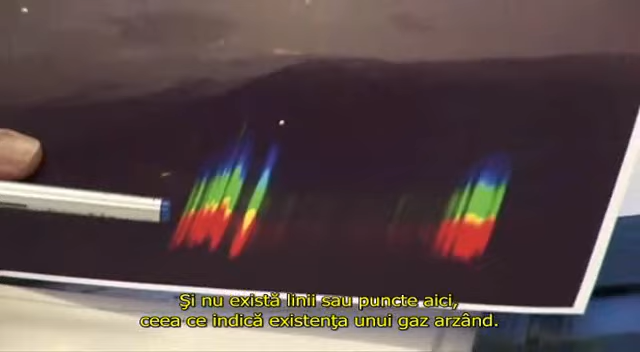 Şi nu există linii sau puncte aici,
ceea ce indică existenţa unui gaz arzând.